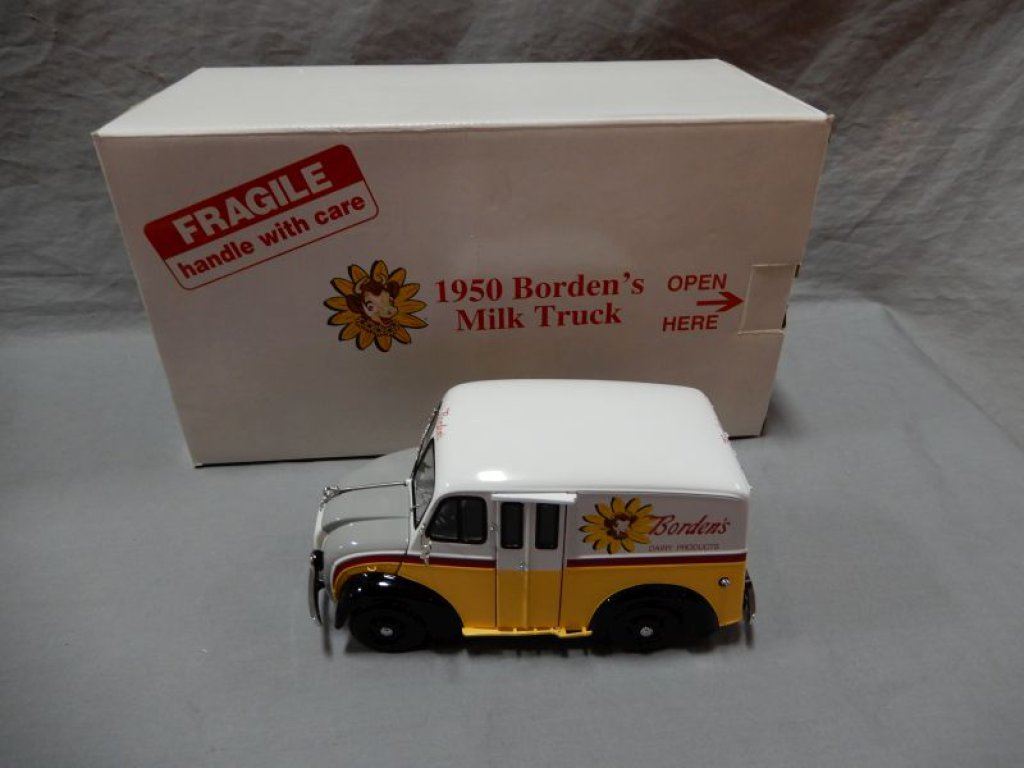 FRAGILE
handle with care
1950 Borden's
Milk Truck
OPEN
HERE
Borden's
DAIRY PRODUCTS